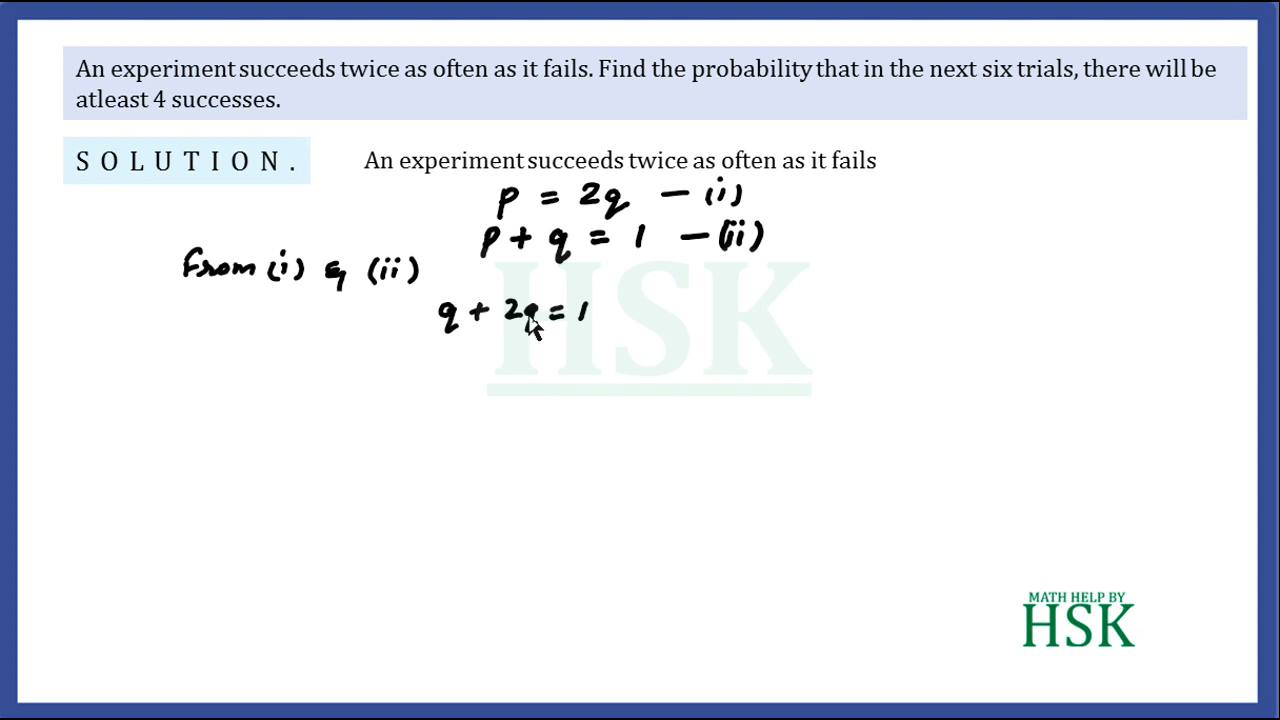 An experiment succeeds twice as often as it fails. Find the probability that in the next six trials, there will be
atleast 4 successes.
SOLUTION.
An experiment succeeds twice as often as it fails
p = 2q — (i)
p + q = 1 — (ii)
From (i) & (ii)
q + 2q = 1
HSK
MATH HELP BY
HSK